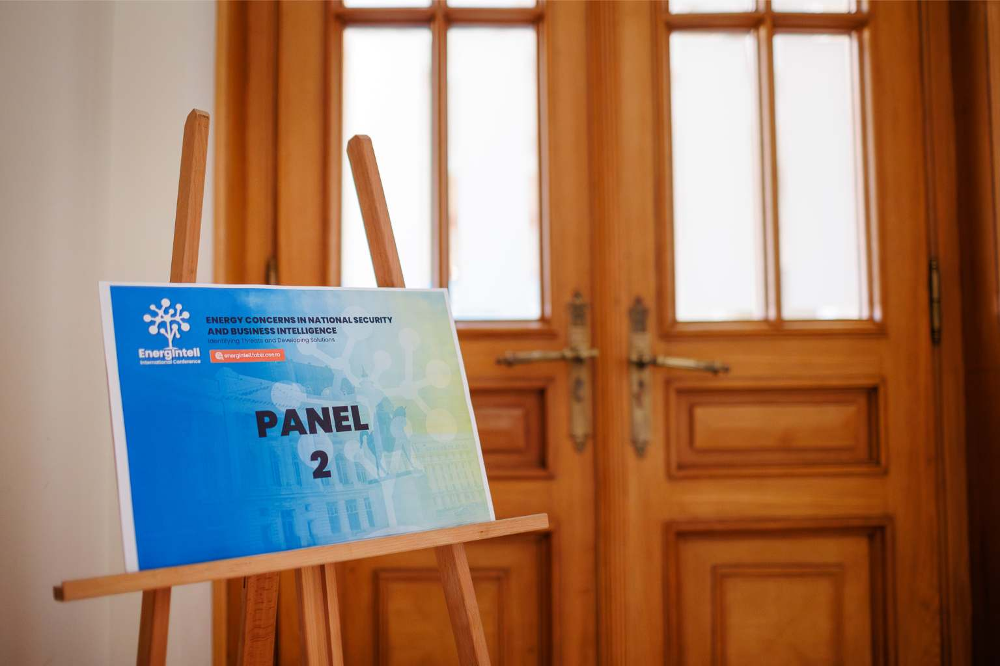 ENERGY CONCERNS IN NATIONAL SECURITY
AND BUSINESS INTELLIGENCE
Identifying Threats and Developing Solutions
EnergIntell
International Conference
energintell.fabiz.ase.ro
PANEL
2